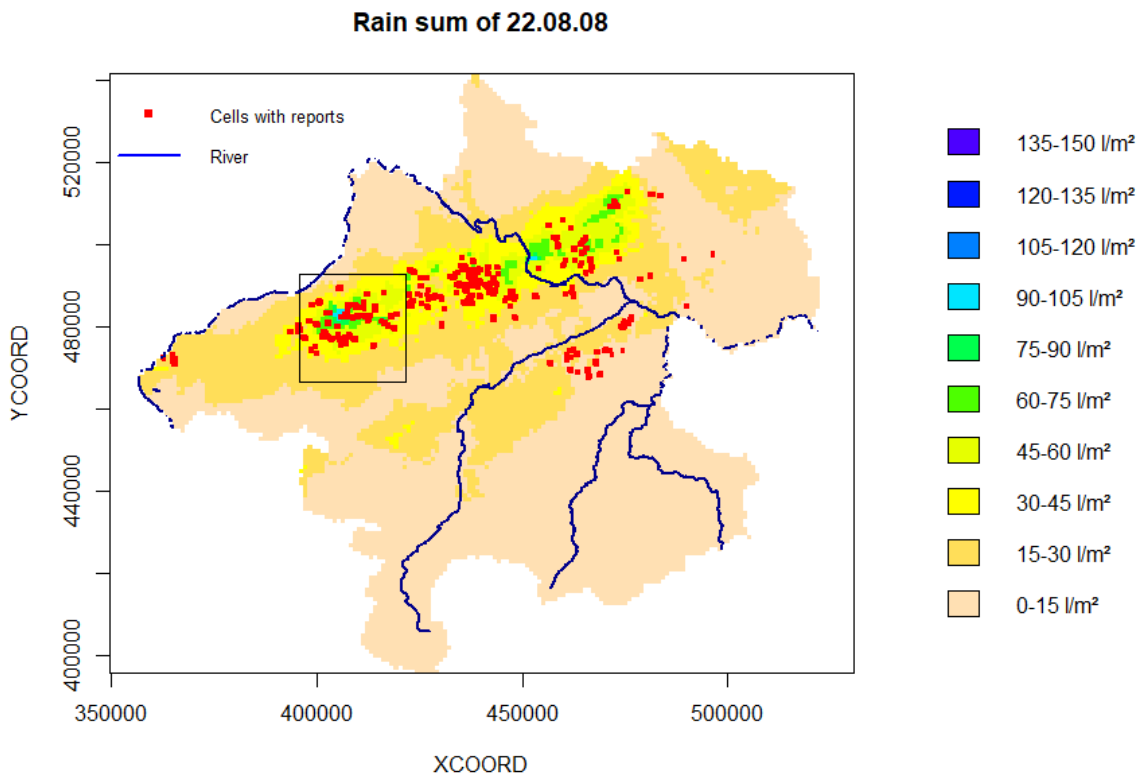 Rain sum of 22.08.08
Cells with reports
River
135-150 l/m²
120-135 l/m²
105-120 l/m²
90-105 l/m²
75-90 l/m²
60-75 l/m²
45-60 l/m²
30-45 l/m²
15-30 l/m²
0-15 l/m²
YCOORD
520000
480000
440000
400000
350000 400000 450000 500000
XCOORD